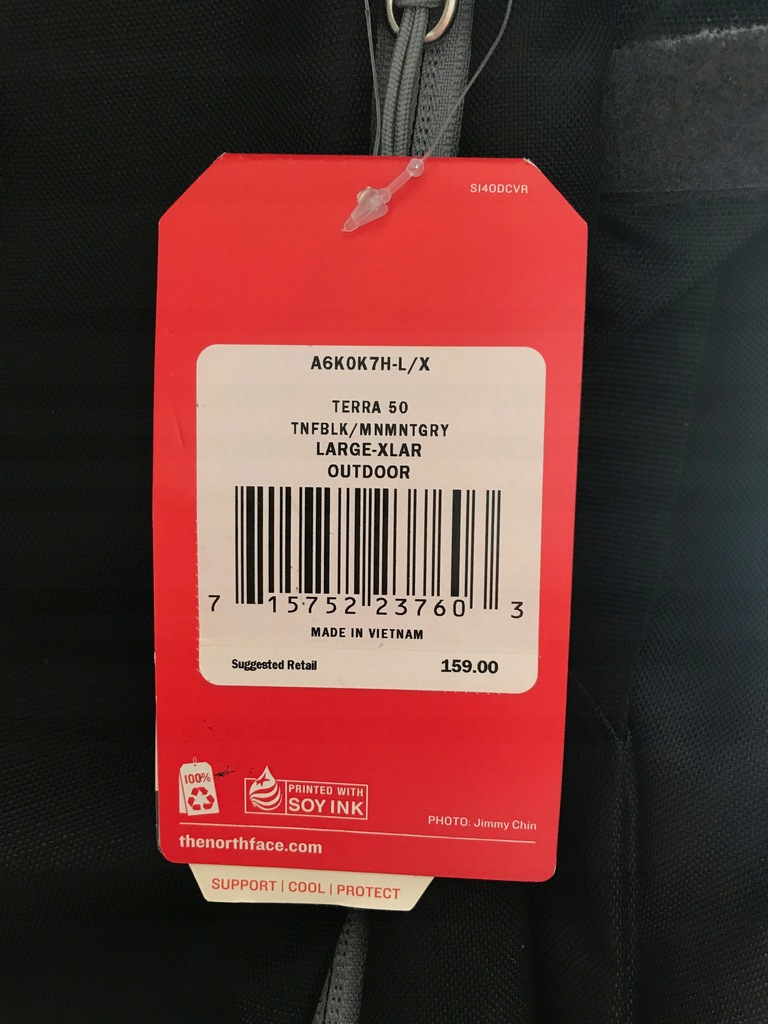 SI40DCVR
A6K0K7H-L/X
TERRA 50
TNFBLK/MNMNTGRY
LARGE-XLAR
OUTDOOR
7 15752 23760 3
MADE IN VIETNAM
Suggested Retail 159.00
100%
PRINTED WITH
SOY INK
PHOTO: Jimmy Chin
thenorthface.com
SUPPORT | COOL | PROTECT